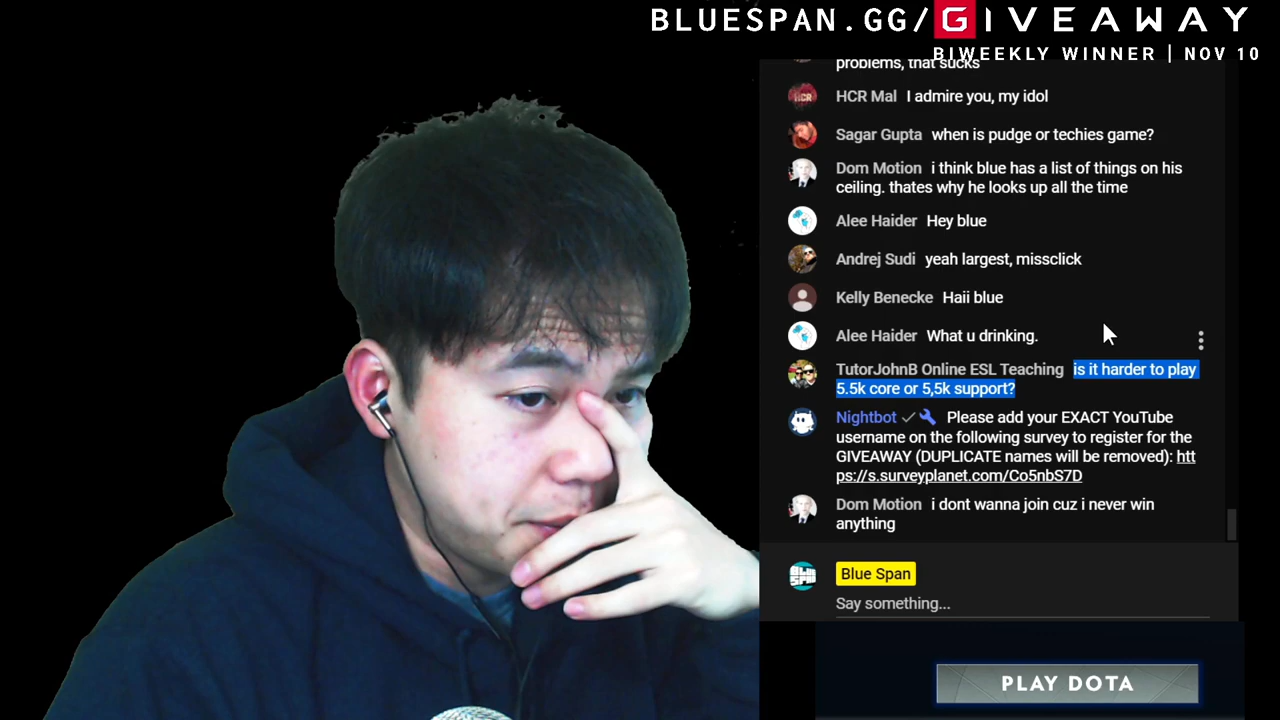 BLUESPAN.GG/GIVEAWAY
BIWEEKLY WINNER | NOV 10
problems, that sucks
HCR Mal I admire you, my idol
Sagar Gupta when is pudge or techies game?
Dom Motion i think blue has a list of things on his
ceiling. thates why he looks up all the time
Alee Haider Hey blue
Andrej Sudi yeah largest, missclick
Kelly Benecke Haii blue
Alee Haider What u drinking.
TutorJohnB Online ESL Teaching is it harder to play
5.5k core or 5,5k support?
Nightbot Please add your EXACT YouTube
username on the following survey to register for the
GIVEAWAY (DUPLICATE names will be removed): htt
ps://s.surveyplanet.com/Co5nbS7D
Dom Motion i dont wanna join cuz i never win
anything
Blue Span
Say something...
PLAY DOTA